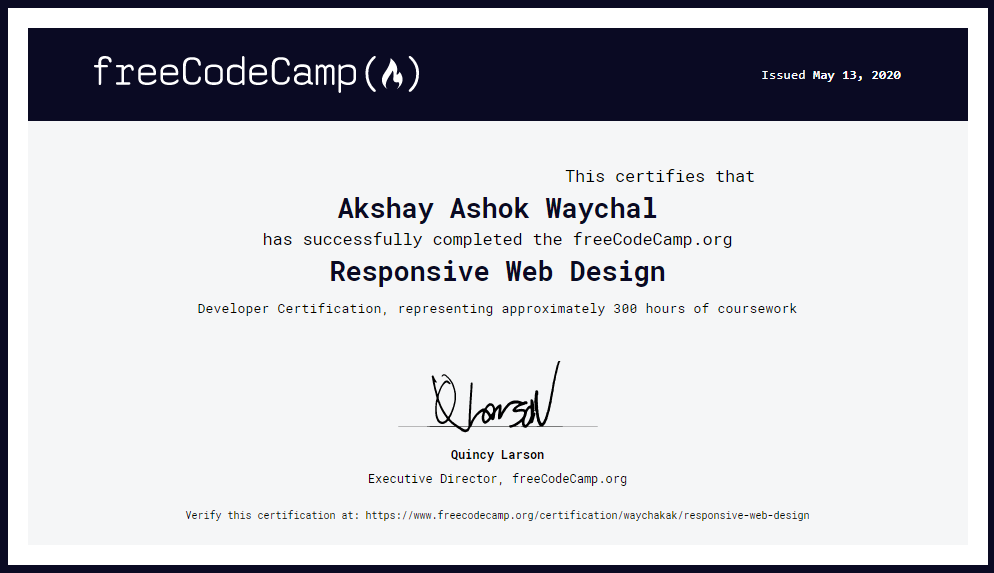 freeCodeCamp(🔥)
Issued May 13, 2020
This certifies that
Akshay Ashok Waychal
has successfully completed the freeCodeCamp.org
Responsive Web Design
Developer Certification, representing approximately 300 hours of coursework
Q Larson
Quincy Larson
Executive Director, freeCodeCamp.org
Verify this certification at: https://www.freecodecamp.org/certification/waychakak/responsive-web-design